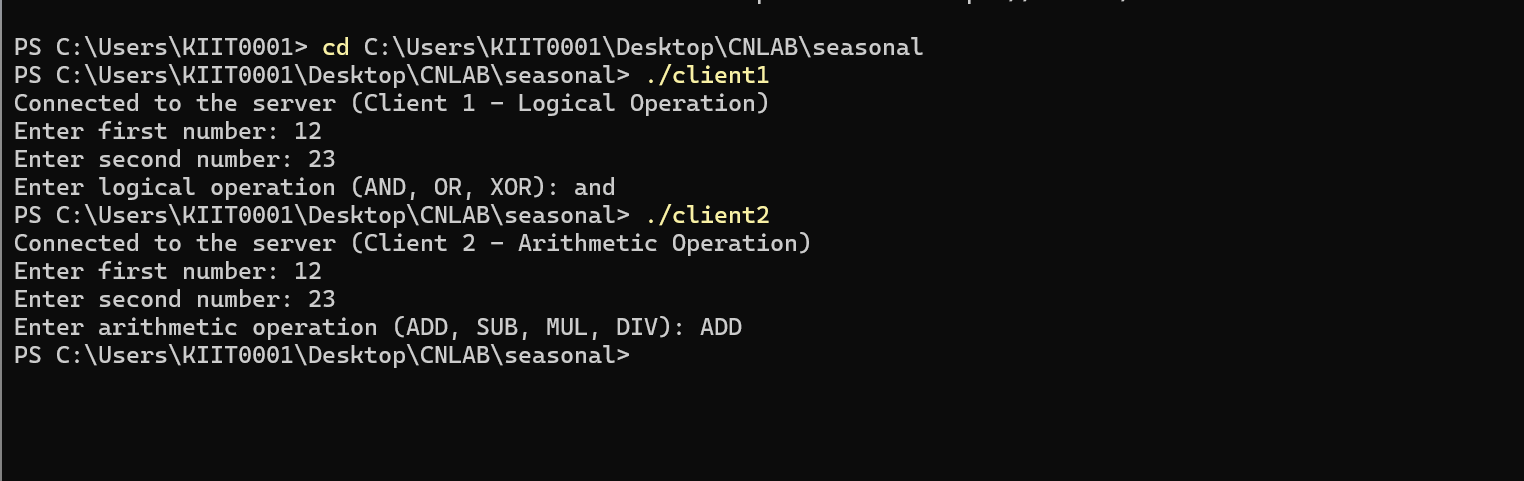 PS C:\Users\KIIT0001> cd C:\Users\KIIT0001\Desktop\CNLAB\seasonal
PS C:\Users\KIIT0001\Desktop\CNLAB\seasonal> ./client1
Connected to the server (Client 1 - Logical Operation)
Enter first number: 12
Enter second number: 23
Enter logical operation (AND, OR, XOR): and
PS C:\Users\KIIT0001\Desktop\CNLAB\seasonal> ./client2
Connected to the server (Client 2 - Arithmetic Operation)
Enter first number: 12
Enter second number: 23
Enter arithmetic operation (ADD, SUB, MUL, DIV): ADD
PS C:\Users\KIIT0001\Desktop\CNLAB\seasonal>